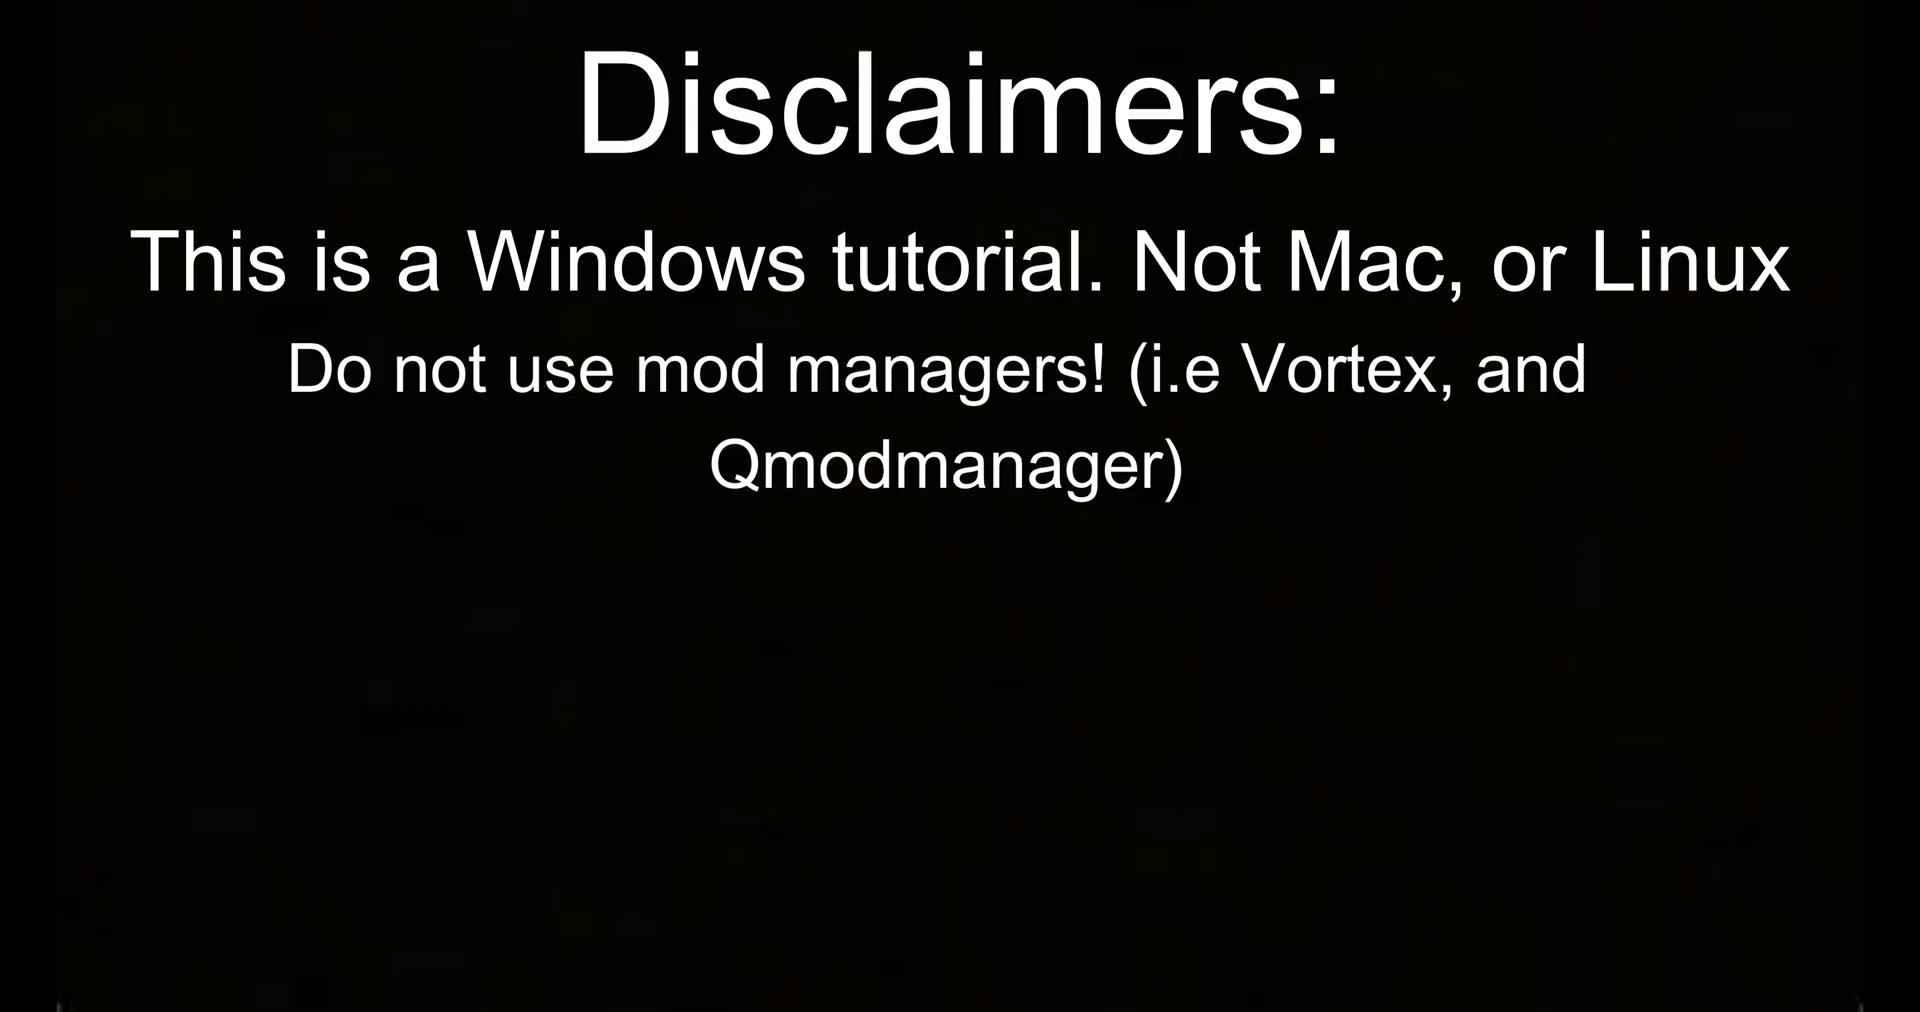 Disclaimers:
This is a Windows tutorial. Not Mac, or Linux
Do not use mod managers! (i.e Vortex, and
Qmodmanager)